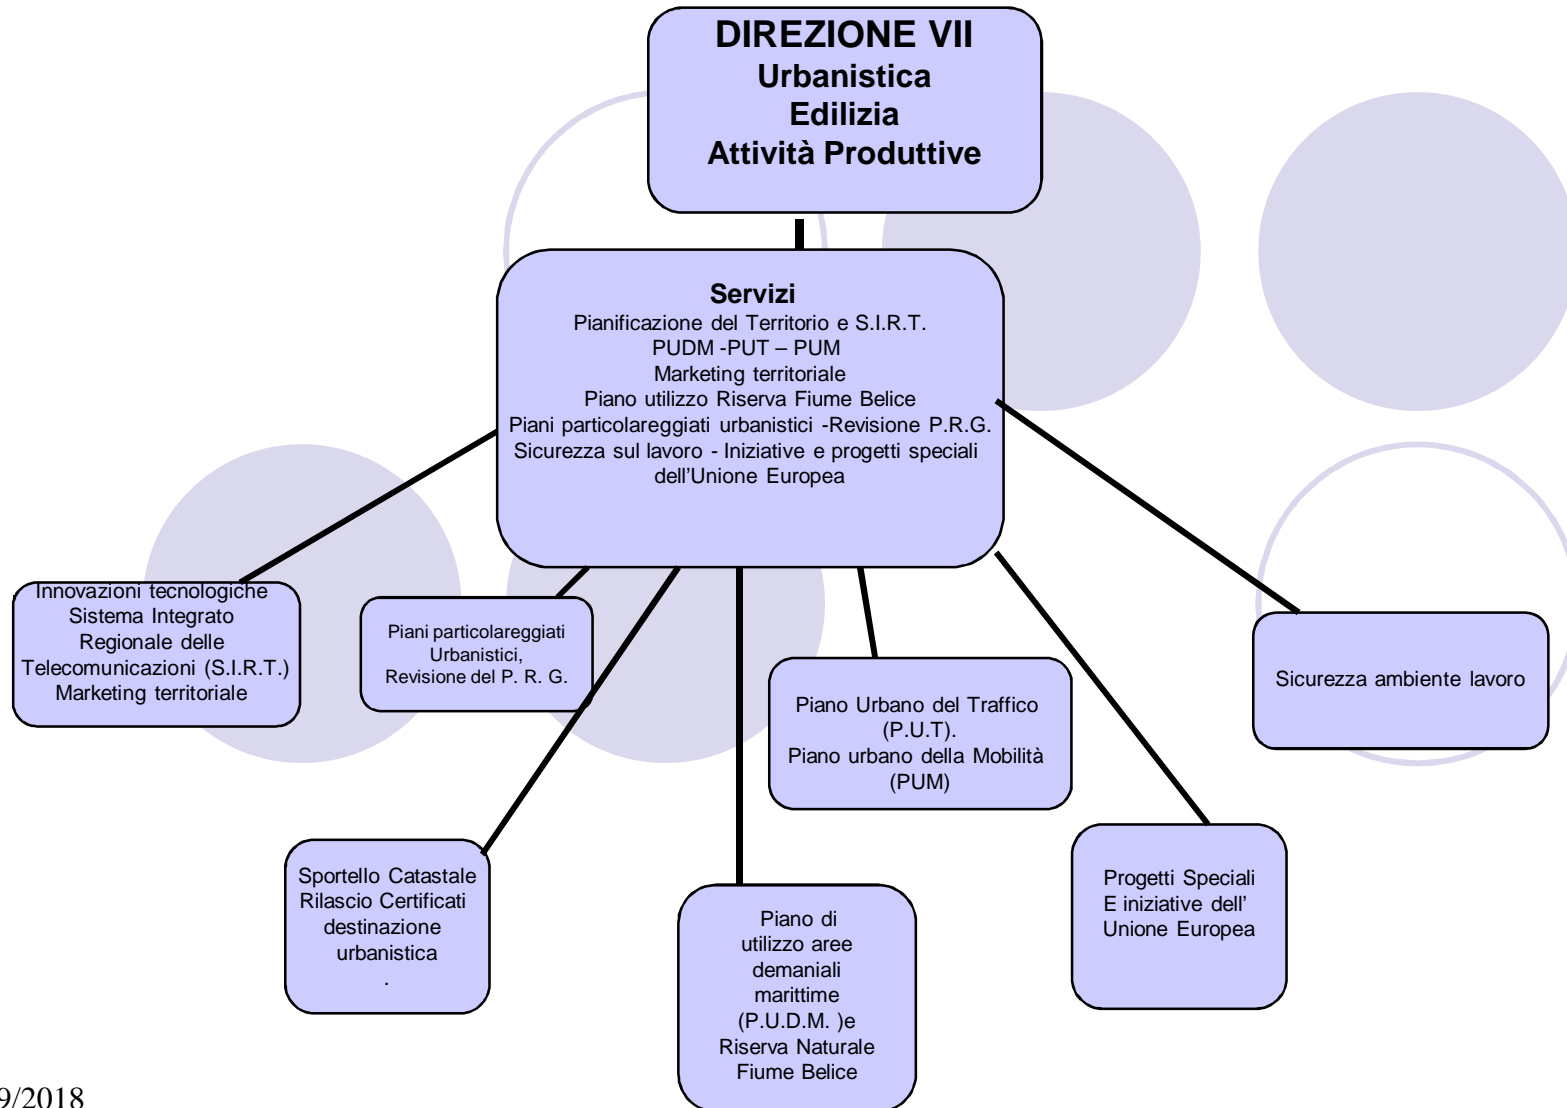 DIREZIONE VII
Urbanistica
Edilizia
Attività Produttive
Servizi
Pianificazione del Territorio e S.I.R.T.
PUDM -PUT – PUM
Marketing territoriale
Piano utilizzo Riserva Fiume Belice
Piani particolareggiati urbanistici -Revisione P.R.G.
Sicurezza sul lavoro - Iniziative e progetti speciali
dell'Unione Europea
Innovazioni tecnologiche
Sistema Integrato
Regionale delle
Telecomunicazioni (S.I.R.T.)
Marketing territoriale
Piani particolareggiati
Urbanistici,
Revisione del P. R. G.
Piano Urbano del Traffico
(P.U.T).
Piano urbano della Mobilità
(PUM)
Sicurezza ambiente lavoro
Sportello Catastale
Rilascio Certificati
destinazione
urbanistica
.
Piano di
utilizzo aree
demaniali
marittime
(P.U.D.M. )e
Riserva Naturale
Fiume Belice
Progetti Speciali
E iniziative dell'
Unione Europea
9/2018